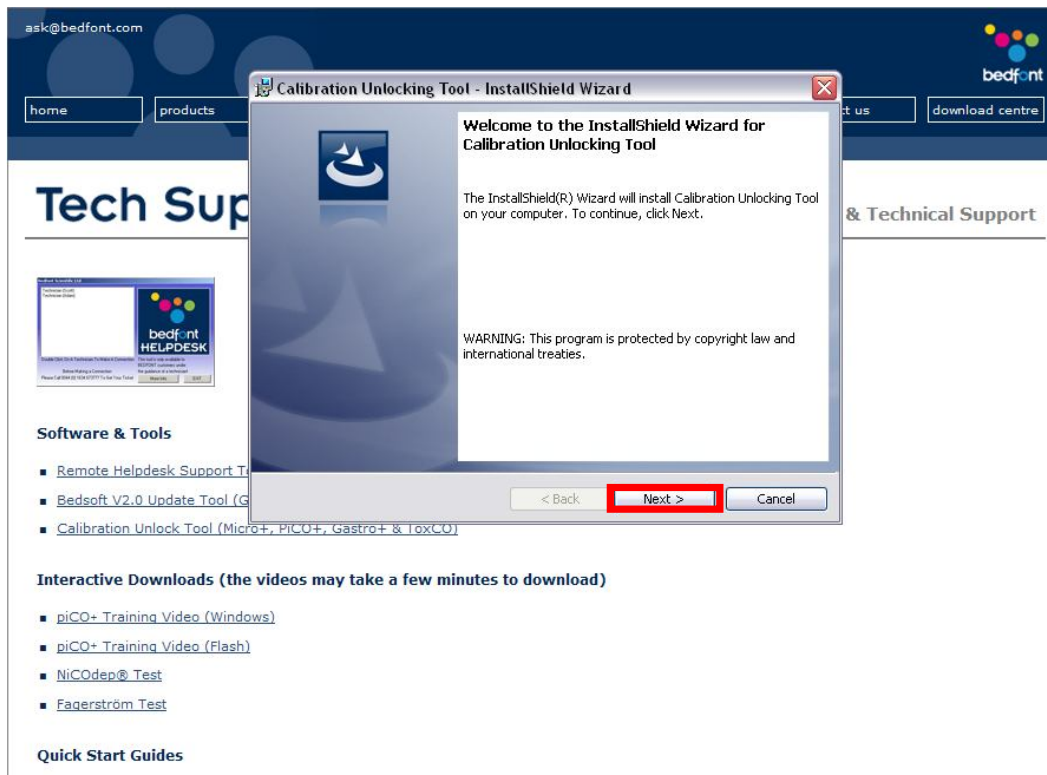 ask@bedfont.com
bedfont
home
products
ct us
download centre
Calibration Unlocking Tool - InstallShield Wizard
Welcome to the InstallShield Wizard for
Calibration Unlocking Tool
The InstallShield(R) Wizard will install Calibration Unlocking Tool
on your computer. To continue, click Next.
WARNING: This program is protected by copyright law and
international treaties.
< Back
Next >
Cancel
Tech Sup
& Technical Support
bedfont
HELPDESK
Software & Tools
Remote Helpdesk Support T
Bedsoft V2.0 Update Tool (G
Calibration Unlock Tool (Micro+, PiCO+, Gastro+ & ToxCO)
Interactive Downloads (the videos may take a few minutes to download)
piCO+ Training Video (Windows)
piCO+ Training Video (Flash)
NiCOdep® Test
Fagerström Test
Quick Start Guides